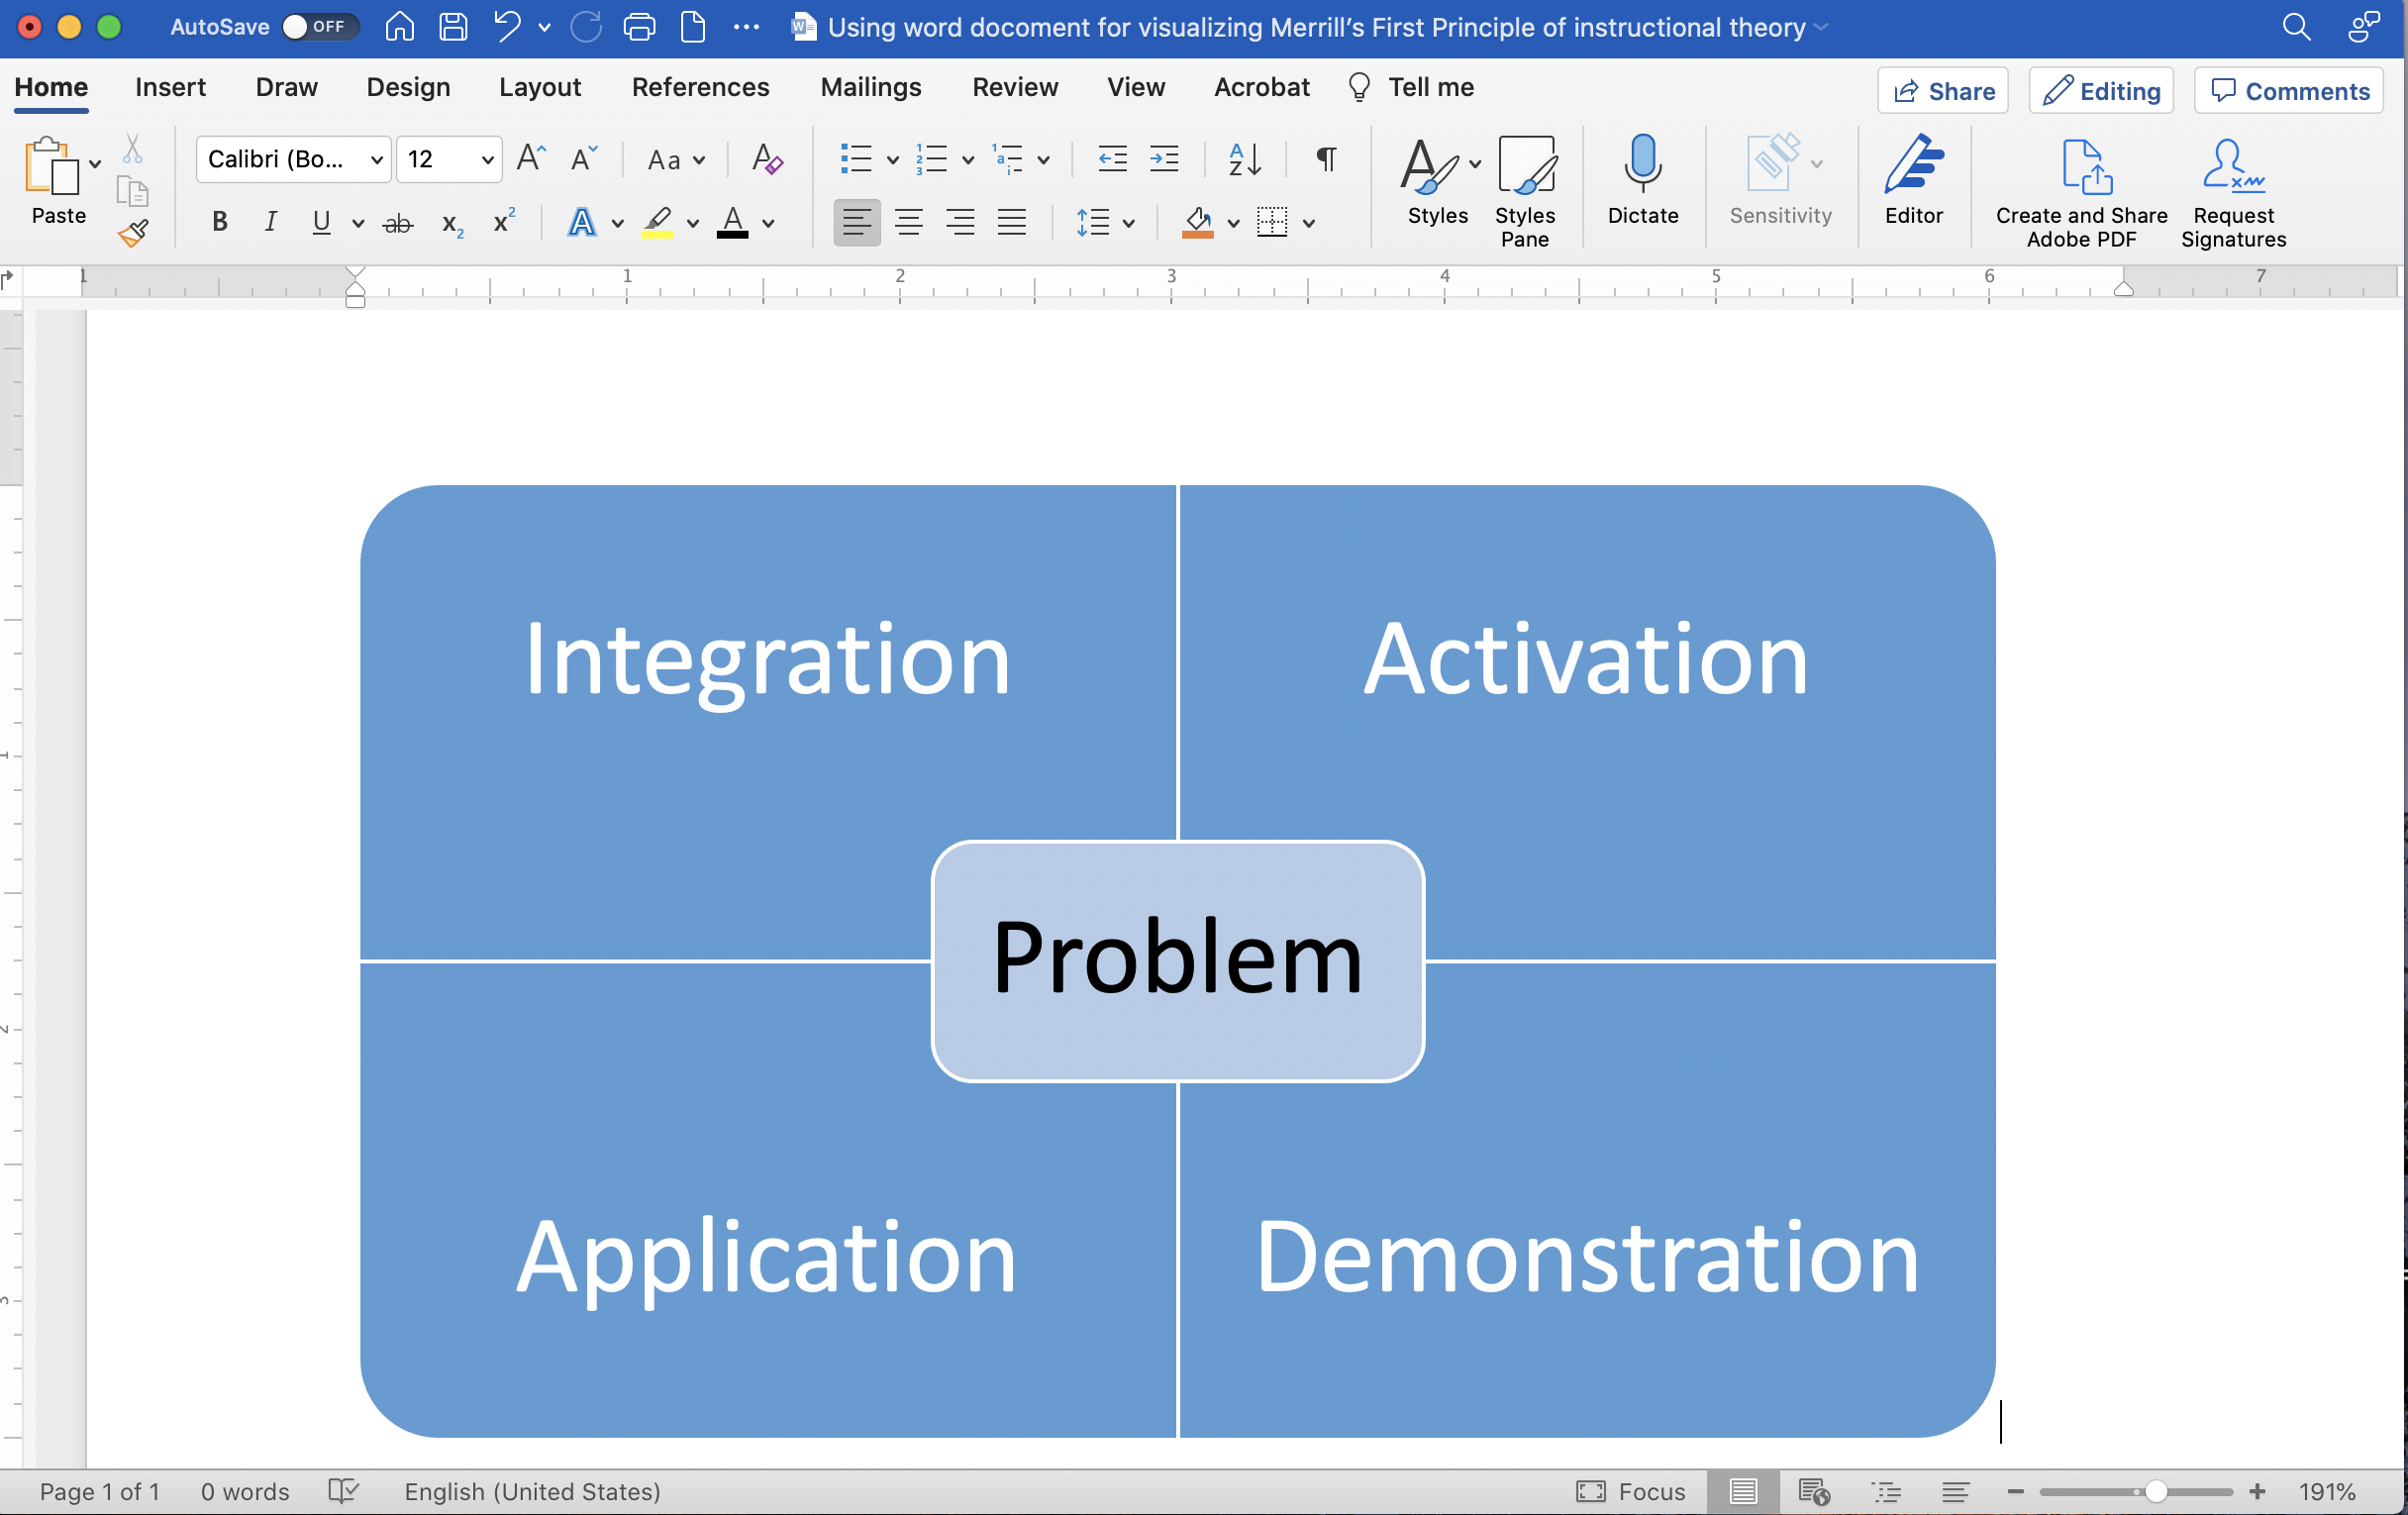 AutoSave OFF Using word docoment for visualizing Merrill's First Principle of instructional theory
Home Insert Draw Design Layout References Mailings Review View Acrobat Tell me Share Editing Comments
Calibri (Bo... 12 Aa
Paste Styles Styles Pane Dictate Sensitivity Editor Create and Share Adobe PDF Request Signatures
1 1 2 3 4 5 6 7
Integration Activation
Problem
Application Demonstration
1
2
3
Page 1 of 1 0 words English (United States) Focus 191%